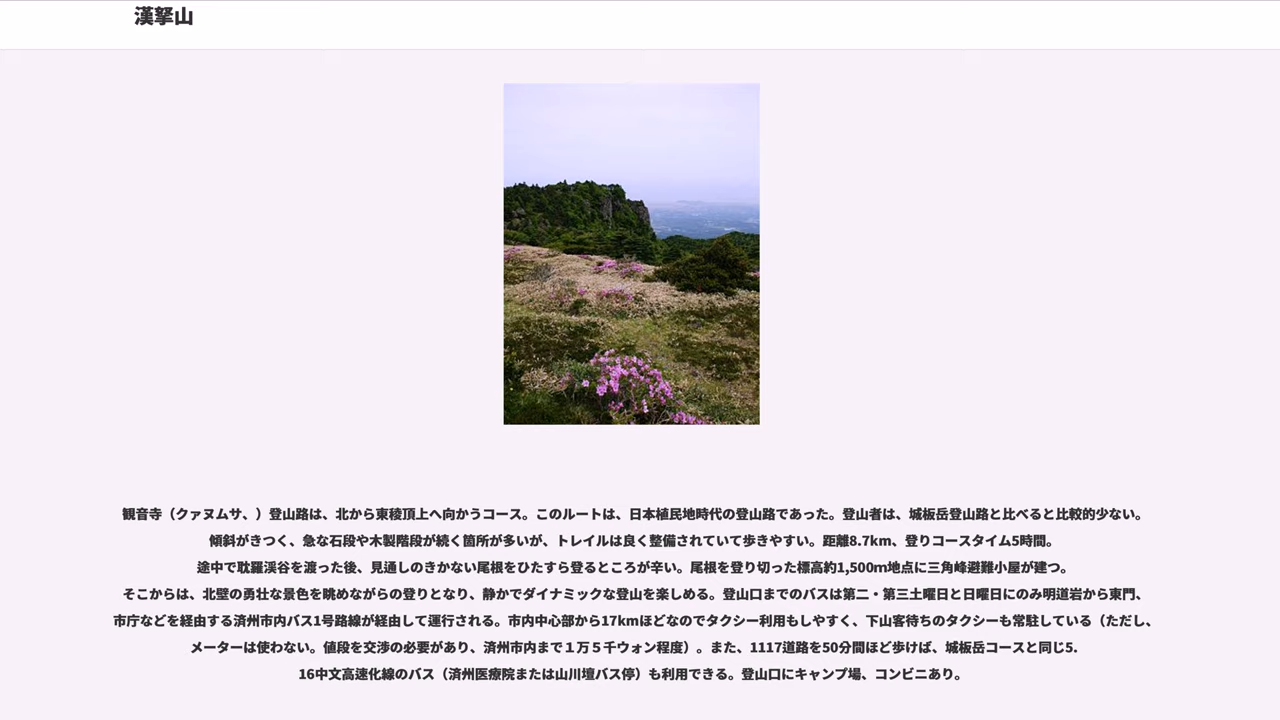 漢拏山
観音寺（クァヌムサ、）登山路は、北から東稜頂上へ向かうコース。このルートは、日本植民地時代の登山路であった。登山者は、城板岳登山路と比べると比較的少ない。
傾斜がきつく、急な石段や木製階段が続く箇所が多いが、トレイルは良く整備されていて歩きやすい。距離8.7km、登りコースタイム5時間。
途中で耽羅渓谷を渡った後、見通しのきかない尾根をひたすら登るところが辛い。尾根を登り切った標高約1,500m地点に三角峰避難小屋が建つ。
そこからは、北壁の勇壮な景色を眺めながらの登りとなり、静かでダイナミックな登山を楽しめる。登山口までのバスは第二・第三土曜日と日曜日にのみ明道岩から東門、
市庁などを経由する済州市内バス1号路線が経由して運行される。市内中心部から17kmほどなのでタクシー利用もしやすく、下山客待ちのタクシーも常駐している（ただし、
メーターは使わない。値段を交渉の必要があり、済州市内まで１万５千ウォン程度）。また、1117道路を50分間ほど歩けば、城板岳コースと同じ5.
16中文高速化線のバス（済州医療院または山川壇バス停）も利用できる。登山口にキャンプ場、コンビニあり。